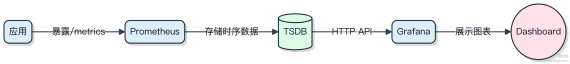 应用
暴露/metrics
Prometheus
存储时序数据
TSDB
HTTP API
Grafana
展示图表
Dashboard